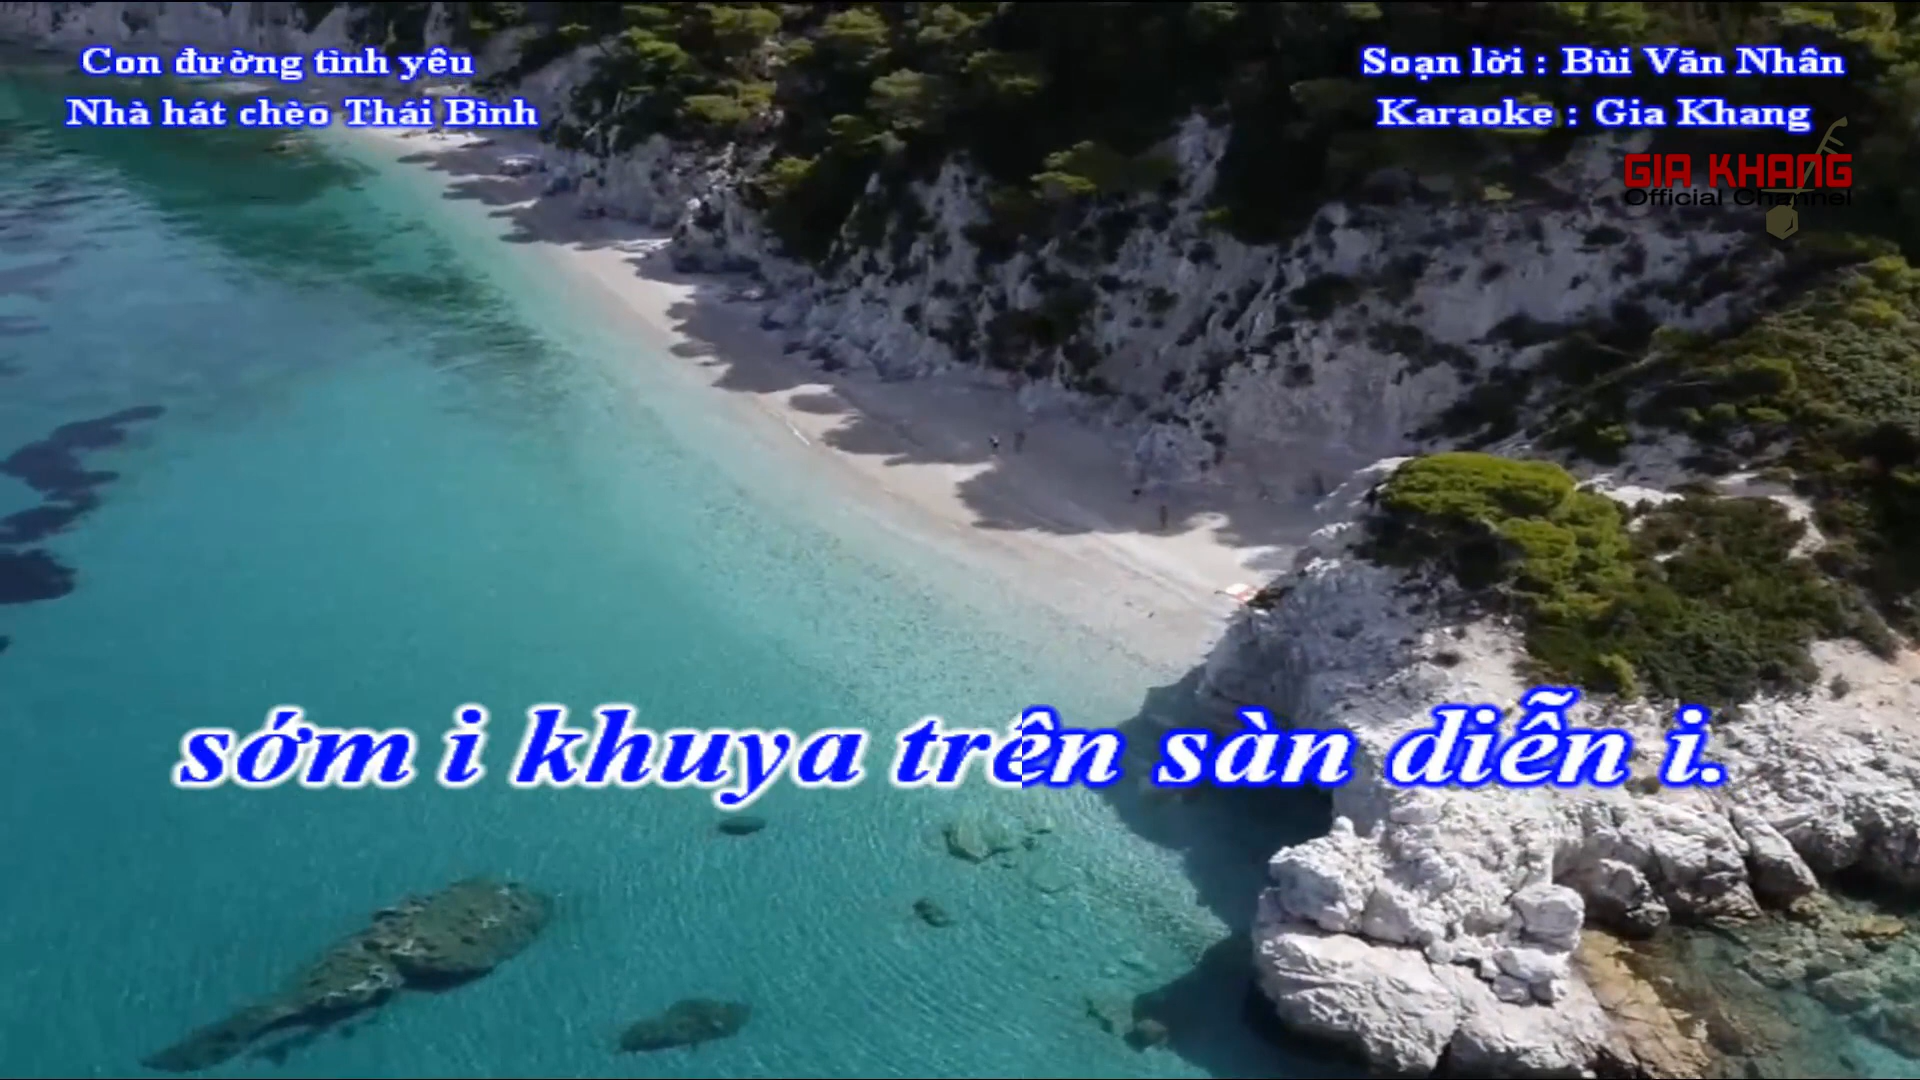 Con đường tình yêu
Nhà hát chèo Thái Bình
Soạn lời : Bùi Văn Nhân
Karaoke : Gia Khang
GIA KHANG
Official Channel
sớm i khuya trên sàn diễn i.